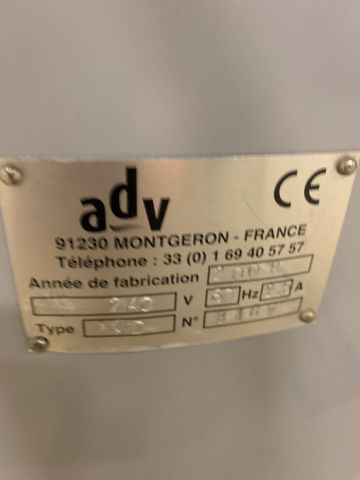 adv
CE
91230 MONTGERON - FRANCE
Téléphone : 33 (0) 1 69 40 57 57
Année de fabrication
240 V Hz A
Type N°